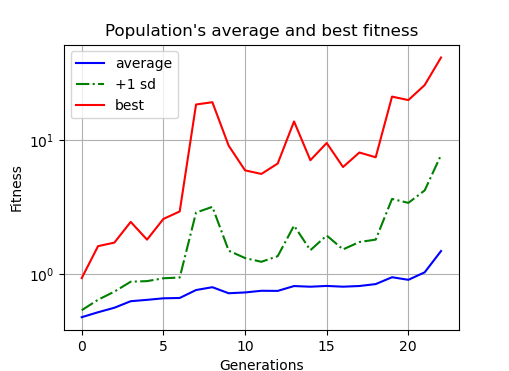 Population's average and best fitness
average
+1 sd
best
Fitness
10¹
10⁰
0 5 10 15 20
Generations